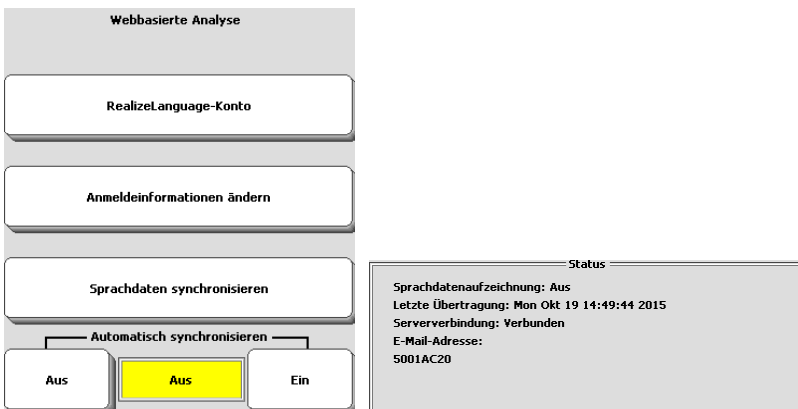 Webbasierte Analyse
RealizeLanguage-Konto
Anmeldeinformationen ändern
Sprachdaten synchronisieren
Automatisch synchronisieren
Aus
Aus
Ein
Status
Sprachdatenaufzeichnung: Aus
Letzte Übertragung: Mon Okt 19 14:49:44 2015
Serververbindung: Verbunden
E-Mail-Adresse:
5001AC20